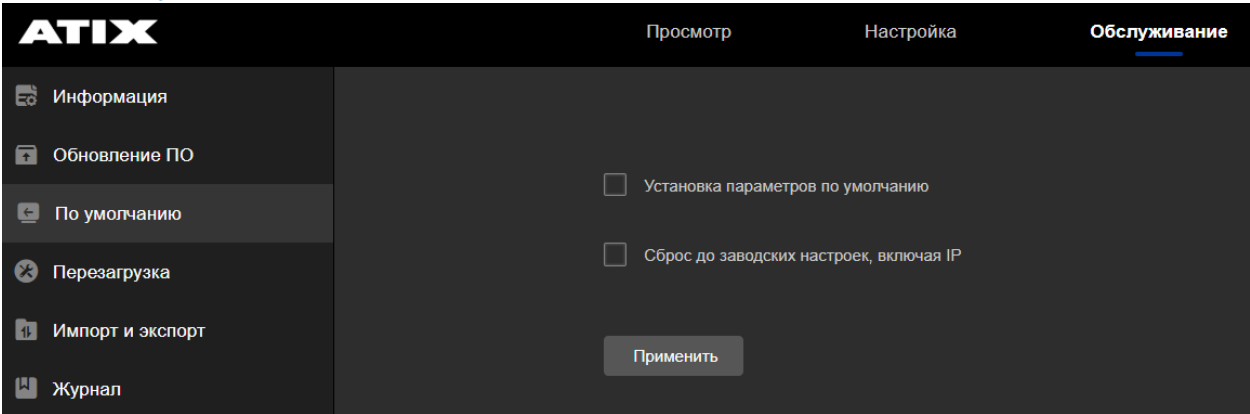 ATIX
Просмотр
Настройка
Обслуживание
Информация
Обновление ПО
По умолчанию
Перезагрузка
Импорт и экспорт
Журнал
Установка параметров по умолчанию
Сброс до заводских настроек, включая IP
Применить